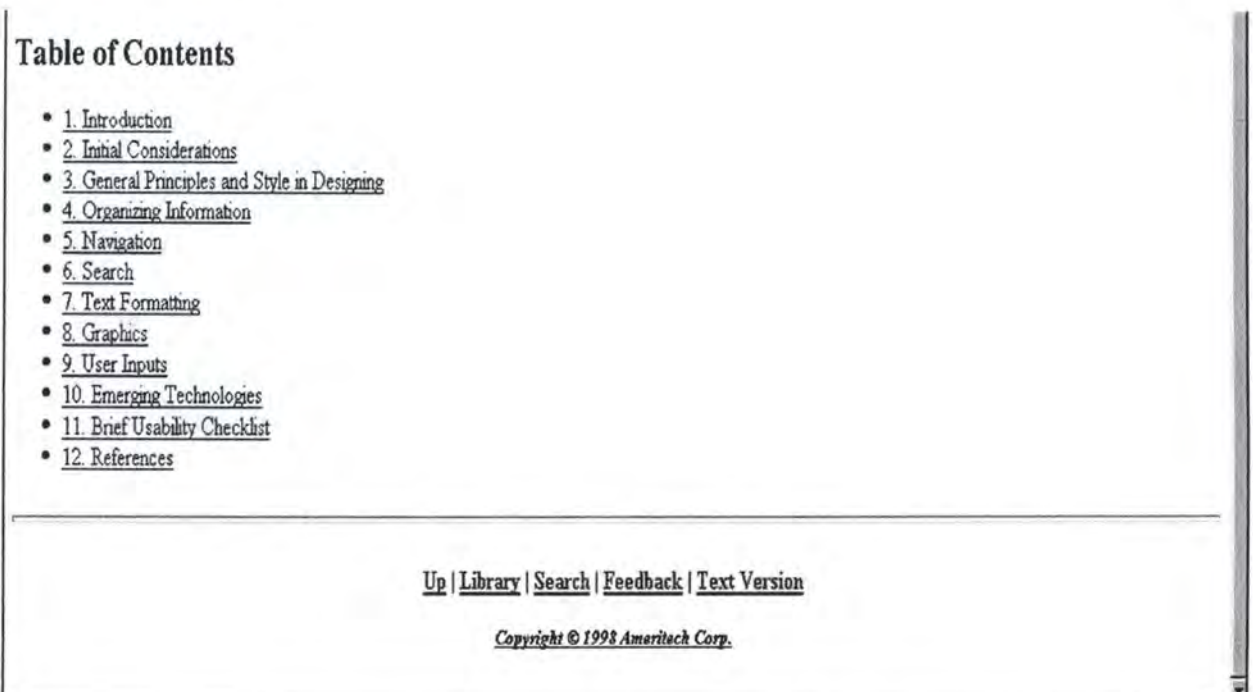 Table of Contents
• 1. Introduction
• 2. Initial Considerations
• 3. General Principles and Style in Designing
• 4. Organizing Information
• 5. Navigation
• 6. Search
• 7. Text Formatting
• 8. Graphics
• 9. User Inputs
• 10. Emerging Technologies
• 11. Brief Usability Checklist
• 12. References
Up | Library | Search | Feedback | Text Version
Copyright © 1998 Ameritech Corp.